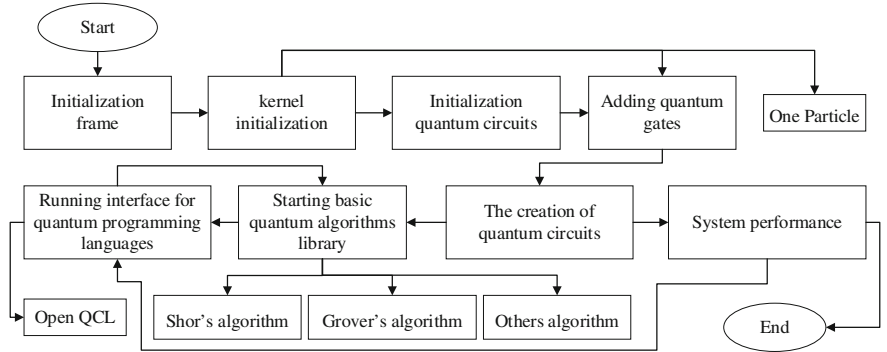 Start
Initialization
frame
kernel
initialization
Initialization
quantum circuits
Adding quantum
gates
One Particle
Running interface for
quantum programming
languages
Starting basic
quantum algorithms
library
The creation of
quantum circuits
System performance
Open QCL
Shor's algorithm
Grover's algorithm
Others algorithm
End